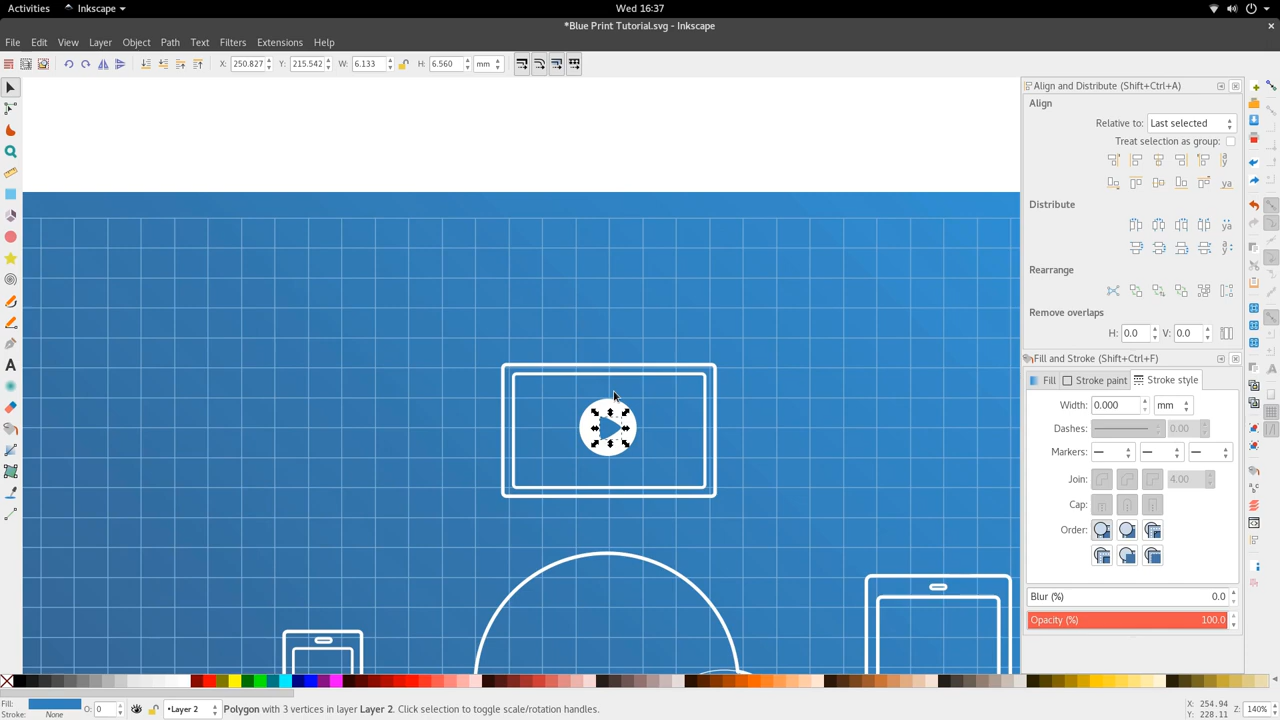 Activities
Inkscape
Wed 16:37
*Blue Print Tutorial.svg - Inkscape
File Edit View Layer Object Path Text Filters Extensions Help
X: 250.827 Y: 215.542 W: 6.133 H: 6.560 mm
Align and Distribute (Shift+Ctrl+A)
Align
Relative to: Last selected
Treat selection as group:
Distribute
Rearrange
Remove overlaps
H: 0.0 V: 0.0
Fill and Stroke (Shift+Ctrl+F)
Fill Stroke paint Stroke style
Width: 0.000 mm
Dashes: 0.00
Markers:
Join: 4.00
Cap:
Order:
Blur (%) 0.0
Opacity (%) 100.0
Fill:
Stroke: None
O: 0
•Layer 2
Polygon with 3 vertices in layer Layer 2. Click selection to toggle scale/rotation handles.
X: 254.94
Y: 228.11
Z: 140%